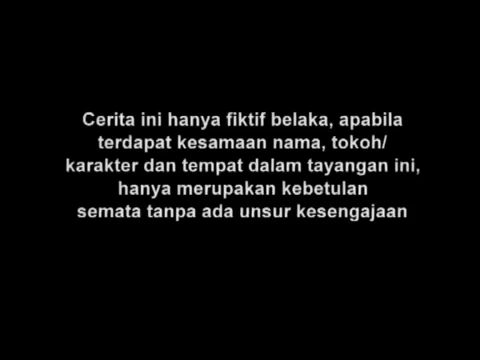 Cerita ini hanya fiktif belaka, apabila
terdapat kesamaan nama, tokoh/
karakter dan tempat dalam tayangan ini,
hanya merupakan kebetulan
semata tanpa ada unsur kesengajaan